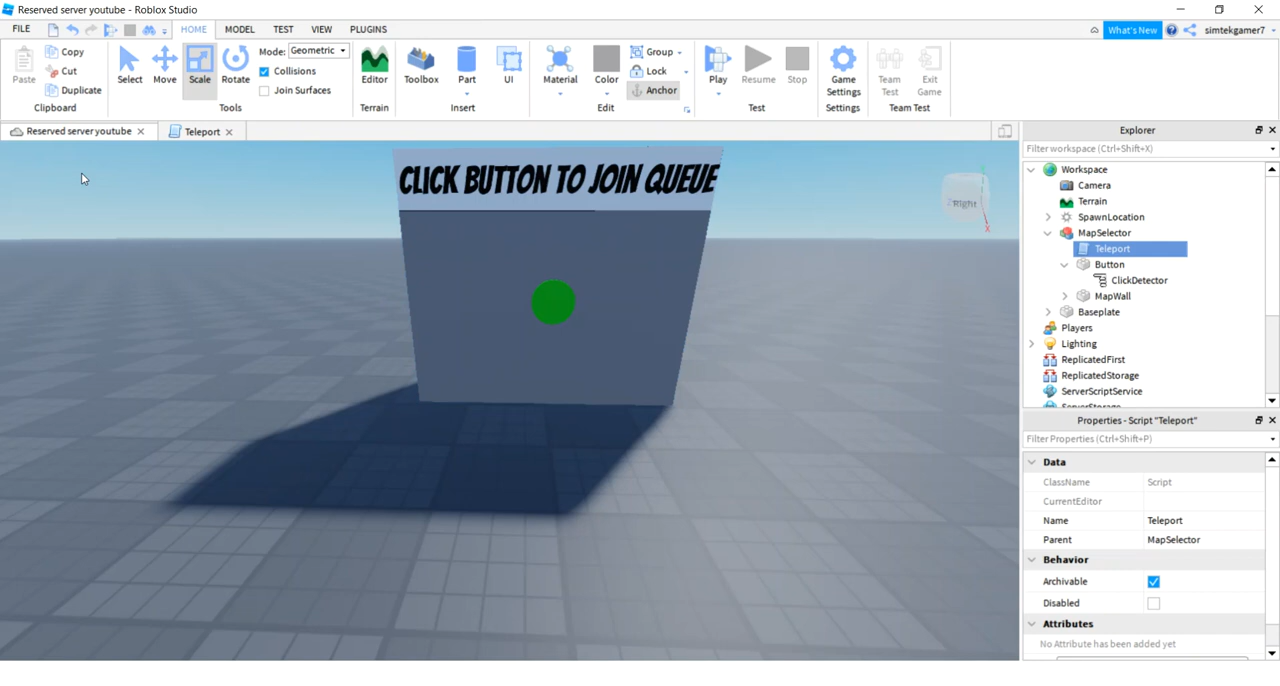 Reserved server youtube - Roblox Studio
FILE HOME MODEL TEST VIEW PLUGINS What's New simtekgamer7
Paste Copy Cut Duplicate Clipboard
Select Move Scale Rotate Mode: Geometric Collisions Join Surfaces Tools
Editor Terrain
Toolbox Part UI Insert
Material Color Group Lock Anchor Edit
Play Resume Stop Test
Game Settings Settings
Team Test Exit Game Team Test
Reserved server youtube Teleport
CLICK BUTTON TO JOIN QUEUE
Right
X
Explorer
Filter workspace (Ctrl+Shift+X)
Workspace
Camera
Terrain
SpawnLocation
MapSelector
Teleport
Button
ClickDetector
MapWall
Baseplate
Players
Lighting
ReplicatedFirst
ReplicatedStorage
ServerScriptService
ServerStorage
Properties - Script "Teleport"
Filter Properties (Ctrl+Shift+P)
Data
ClassName Script
CurrentEditor
Name Teleport
Parent MapSelector
Behavior
Archivable
Disabled
Attributes
No Attribute has been added yet